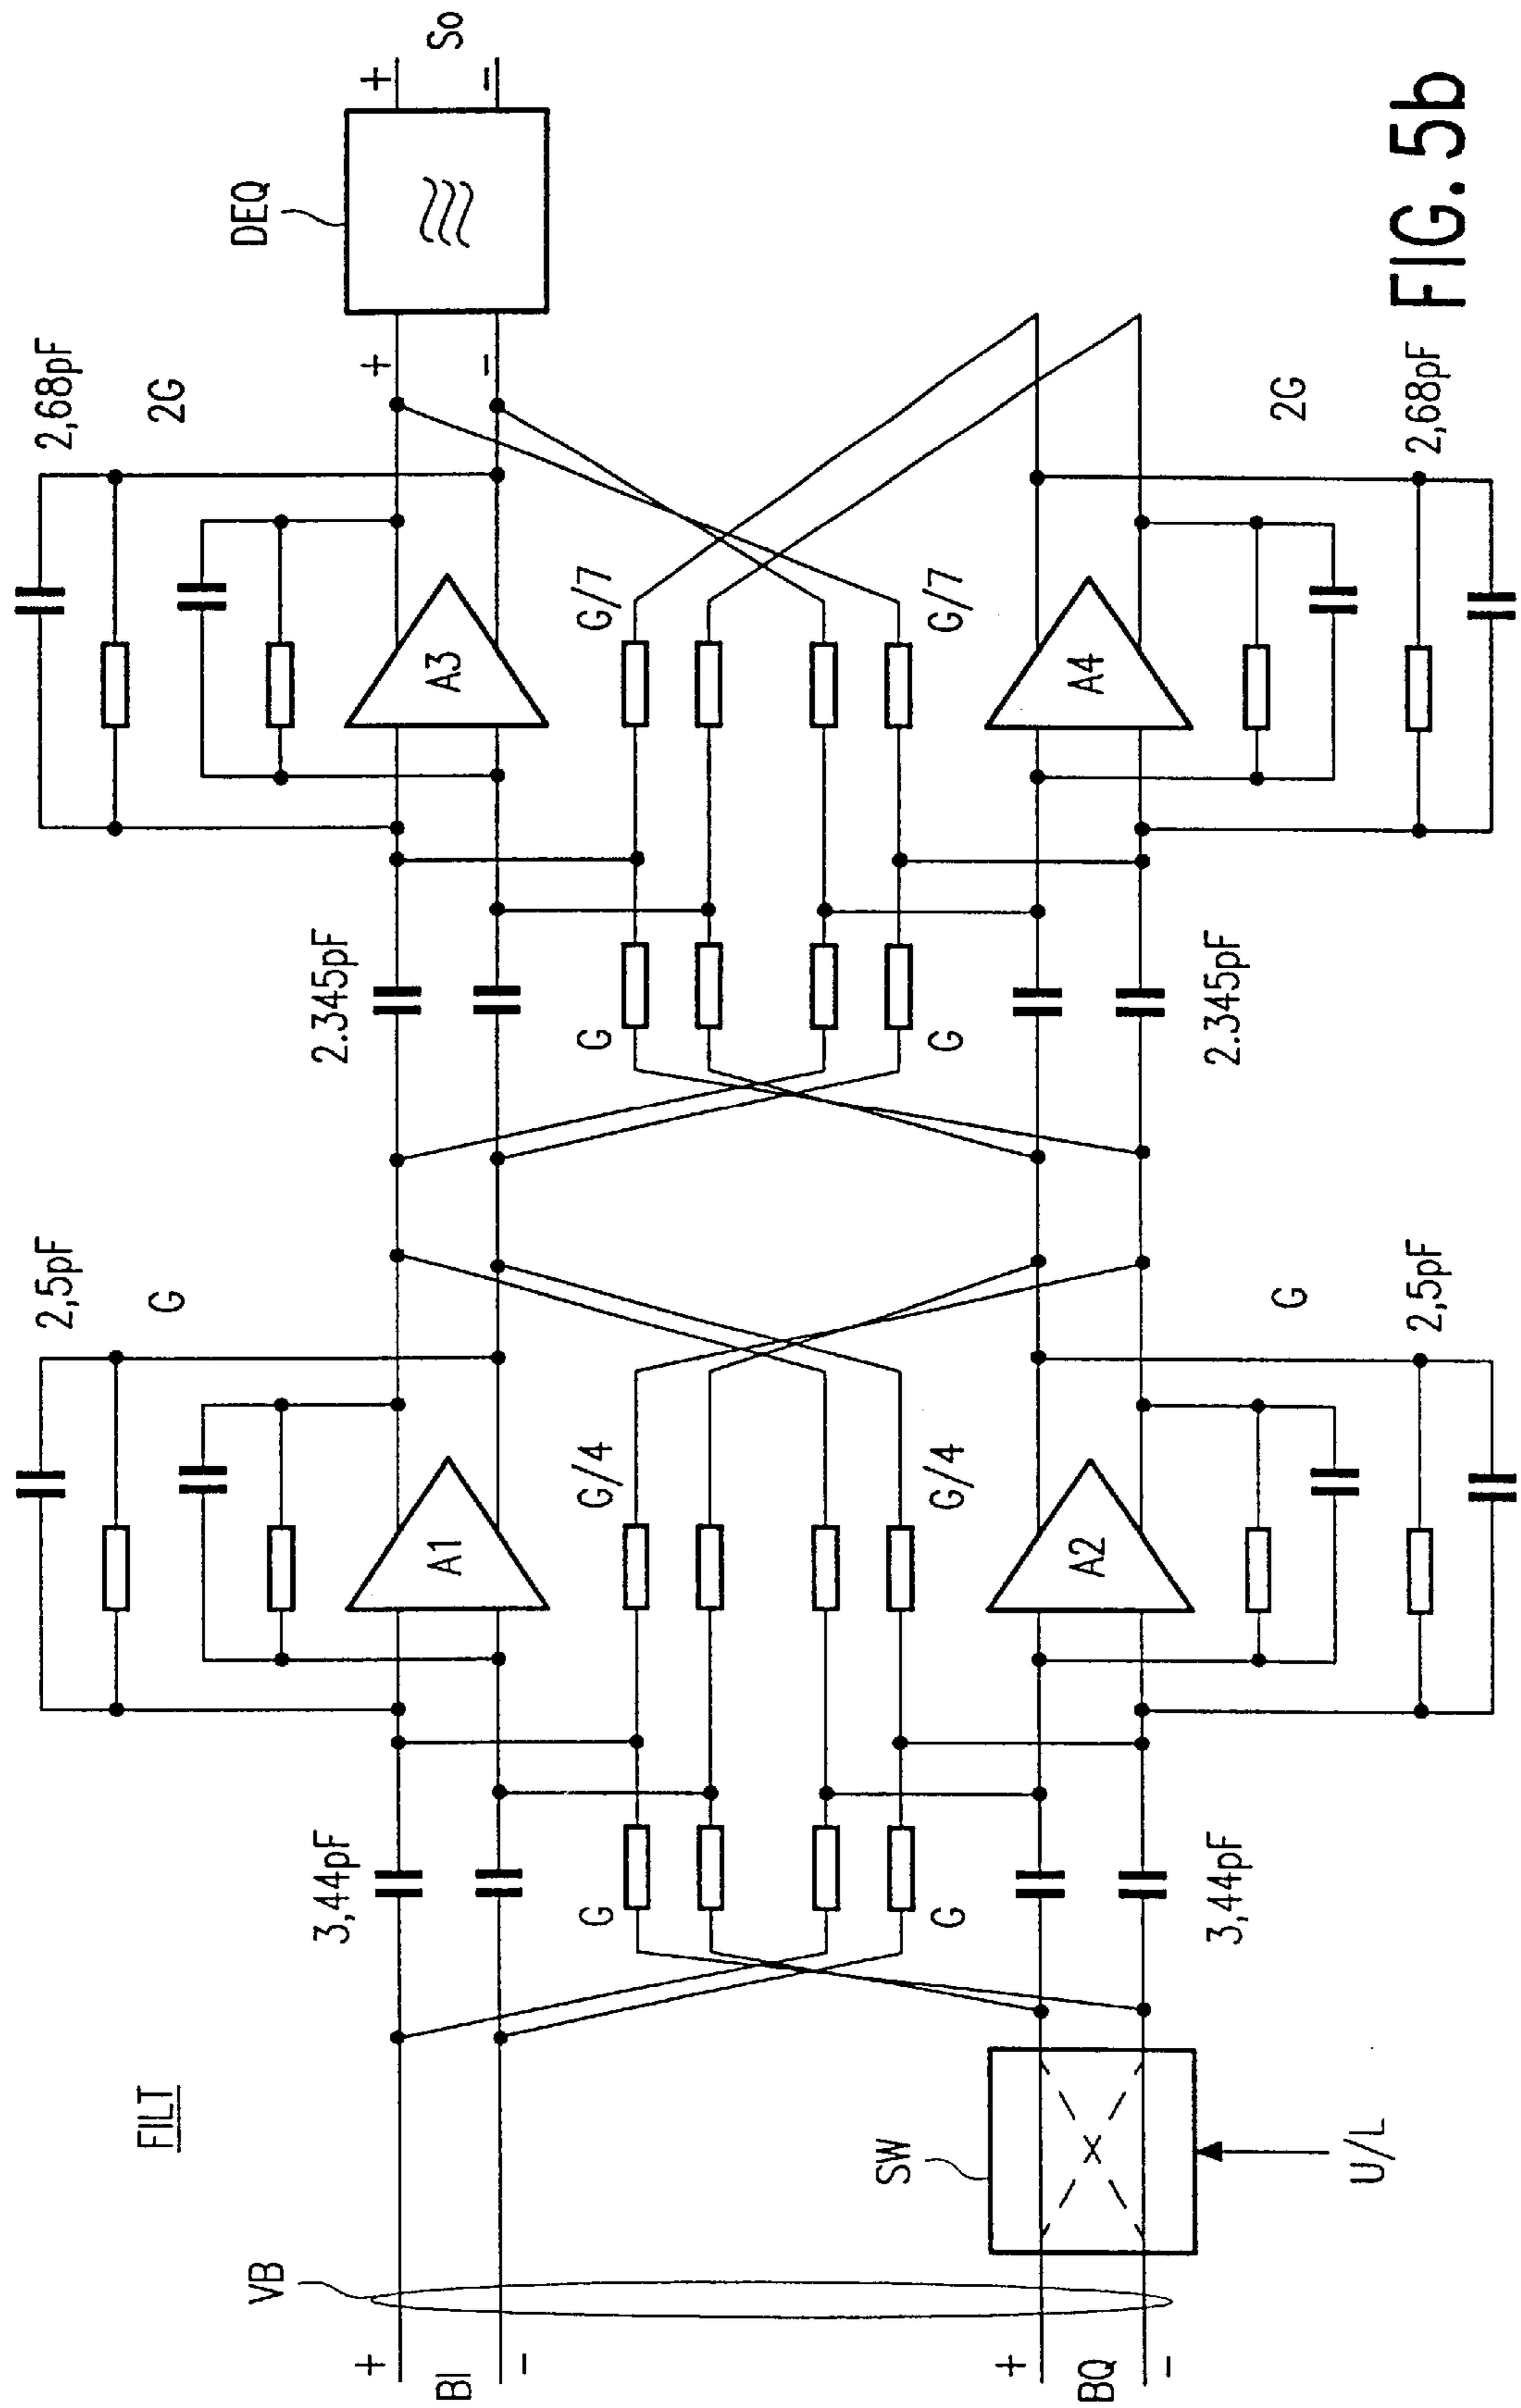 2,5pF
2,68pF
FILT
G
2G
VB
DEQ
3,44pF
2.345pF
+
+
+
BI
A1
A3
So
−
−
−
G
G/4
G
G/7
SW
G
G/4
G
G/7
+
BQ
A2
A4
−
3,44pF
2.345pF
G
2G
U/L
2,5pF
2,68pF
FIG. 5b